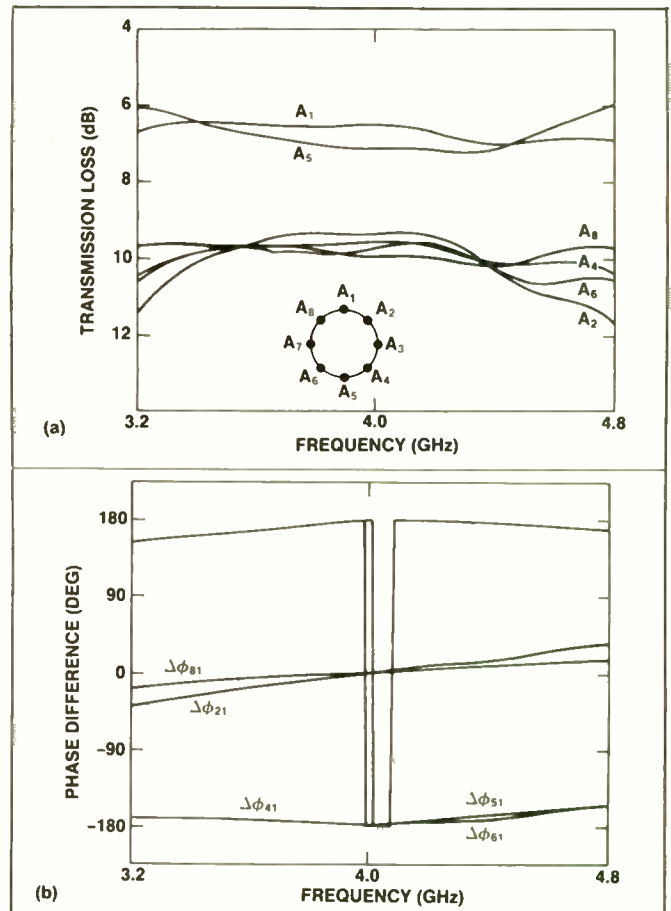 4
6
8
10
12
TRANSMISSION LOSS (dB)
A₁
A₅
A₈
A₄
A₆
A₂
A₁
A₈ A₂
A₇ A₃
A₆ A₄
A₅
3.2 4.0 4.8
(a) FREQUENCY (GHz)
180
90
0
-90
-180
PHASE DIFFERENCE (DEG)
Δϕ₈₁
Δϕ₂₁
Δϕ₄₁
Δϕ₅₁
Δϕ₆₁
3.2 4.0 4.8
(b) FREQUENCY (GHz)